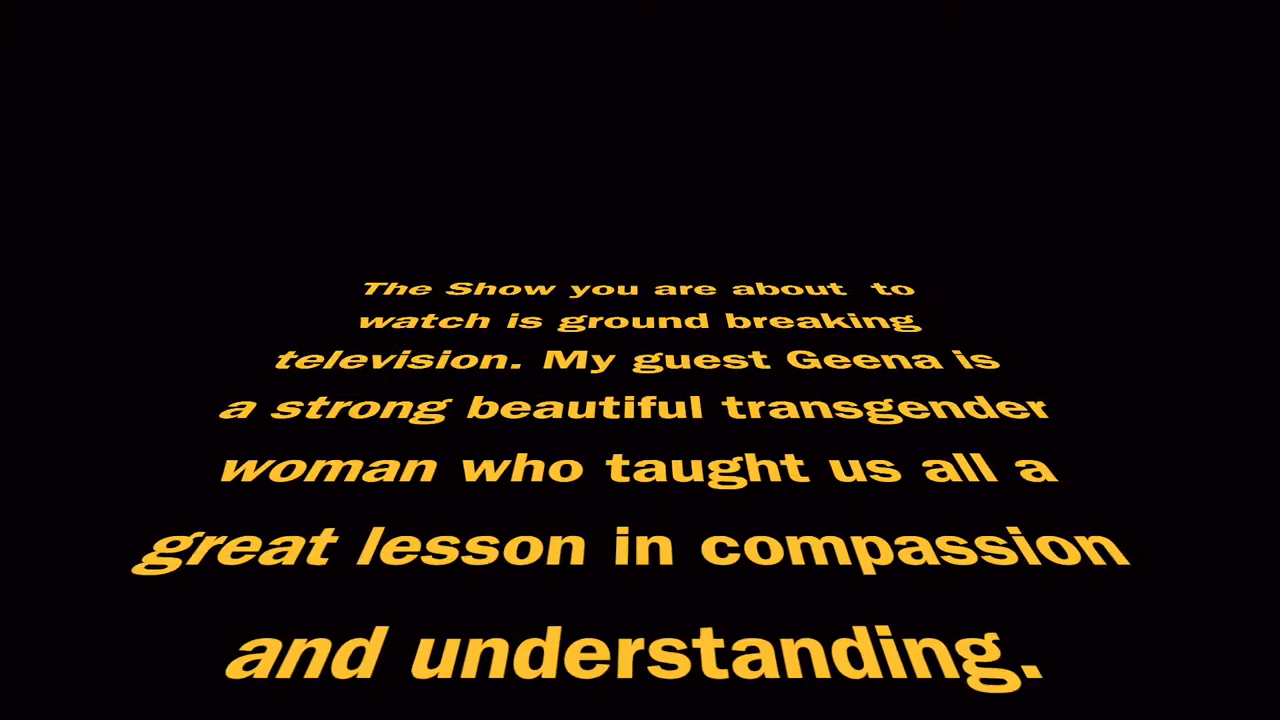 The Show you are about  to
watch is ground breaking
television. My guest Geena is
a strong beautiful transgender
woman who taught us all a
great lesson in compassion
and understanding.